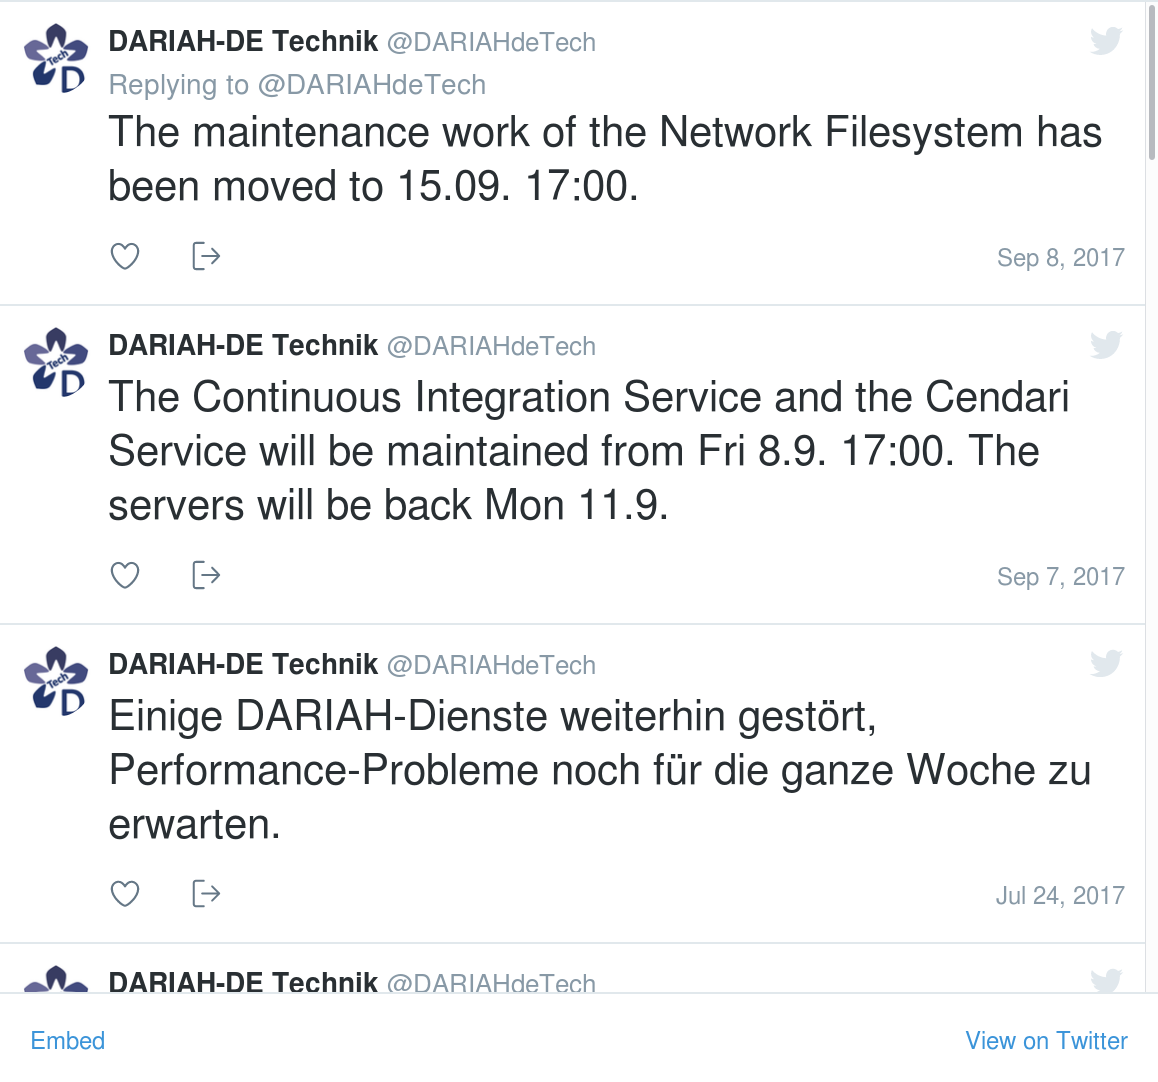 DARIAH-DE Technik @DARIAHdeTech
Replying to @DARIAHdeTech
The maintenance work of the Network Filesystem has
been moved to 15.09. 17:00.
Sep 8, 2017
DARIAH-DE Technik @DARIAHdeTech
The Continuous Integration Service and the Cendari
Service will be maintained from Fri 8.9. 17:00. The
servers will be back Mon 11.9.
Sep 7, 2017
DARIAH-DE Technik @DARIAHdeTech
Einige DARIAH-Dienste weiterhin gestört,
Performance-Probleme noch für die ganze Woche zu
erwarten.
Jul 24, 2017
DARIAH-DE Technik @DARIAHdeTech
Embed View on Twitter
Tech
D
Tech
D
Tech
D